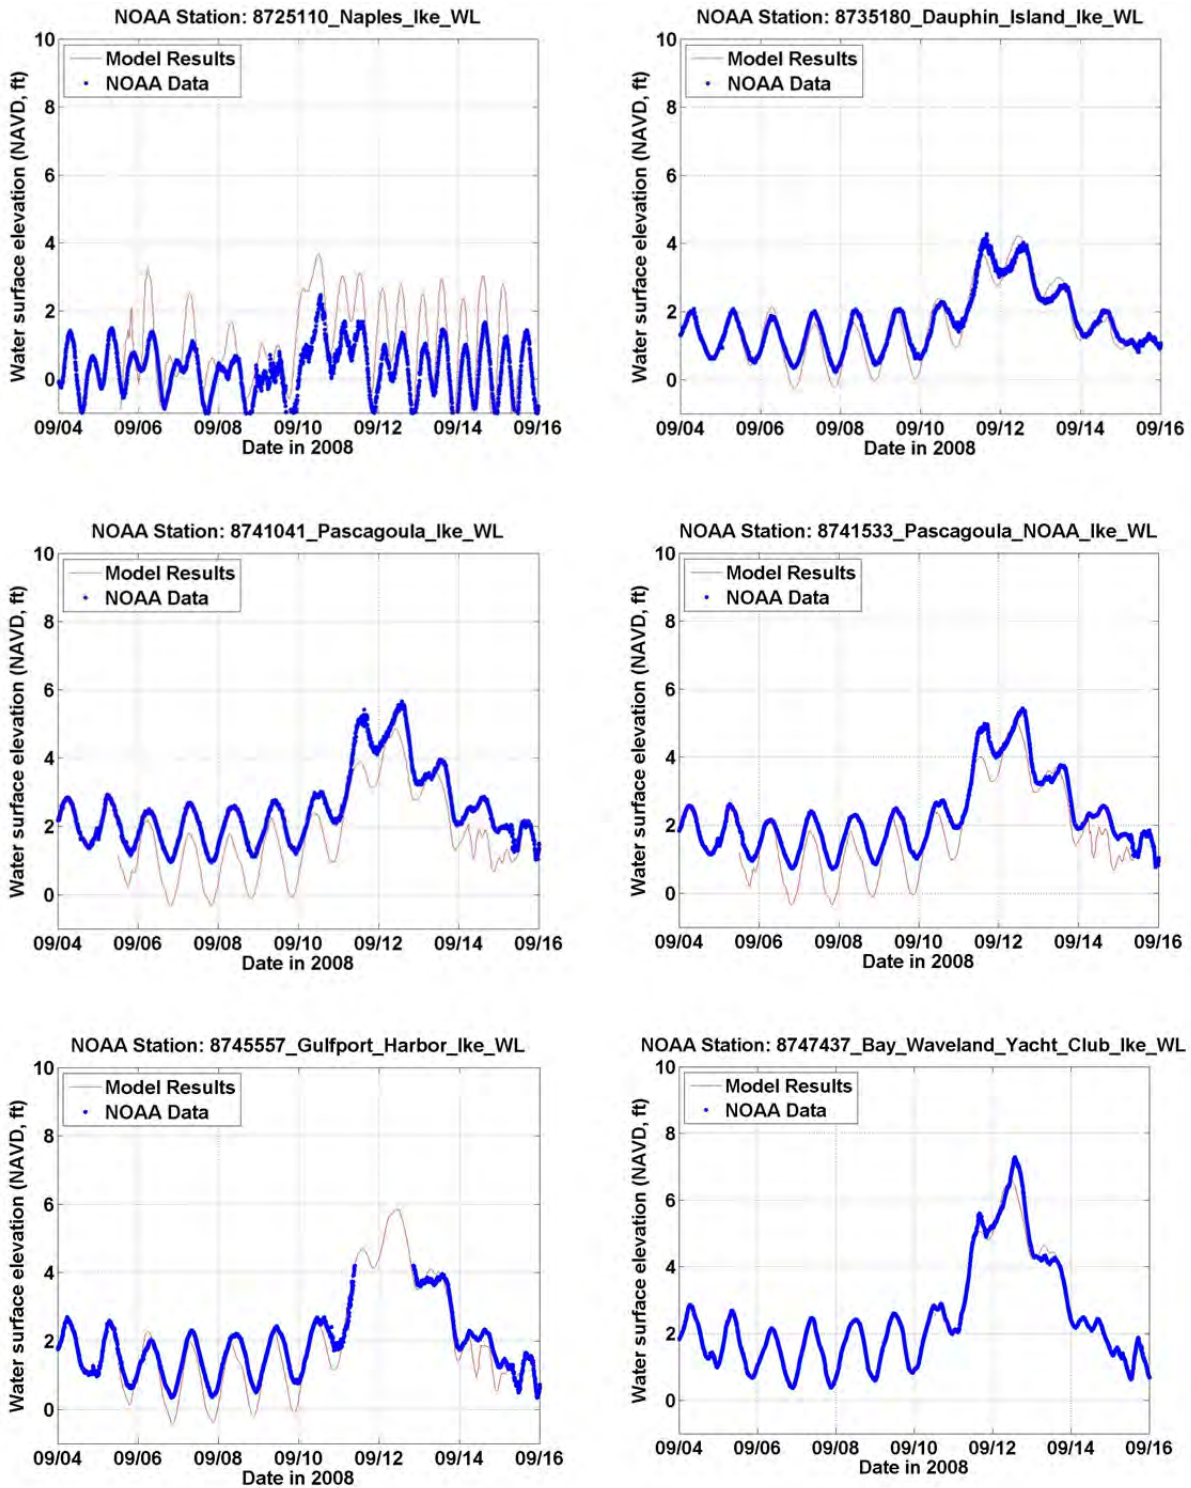 NOAA Station: 8725110_Naples_Ike_WL
10
8
6
4
2
0
Water surface elevation (NAVD, ft)
Model Results
NOAA Data
09/04 09/06 09/08 09/10 09/12 09/14 09/16
Date in 2008
NOAA Station: 8735180_Dauphin_Island_Ike_WL
10
8
6
4
2
0
Water surface elevation (NAVD, ft)
Model Results
NOAA Data
09/04 09/06 09/08 09/10 09/12 09/14 09/16
Date in 2008
NOAA Station: 8741041_Pascagoula_Ike_WL
10
8
6
4
2
0
Water surface elevation (NAVD, ft)
Model Results
NOAA Data
09/04 09/06 09/08 09/10 09/12 09/14 09/16
Date in 2008
NOAA Station: 8741533_Pascagoula_NOAA_Ike_WL
10
8
6
4
2
0
Water surface elevation (NAVD, ft)
Model Results
NOAA Data
09/04 09/06 09/08 09/10 09/12 09/14 09/16
Date in 2008
NOAA Station: 8745557_Gulfport_Harbor_Ike_WL
10
8
6
4
2
0
Water surface elevation (NAVD, ft)
Model Results
NOAA Data
09/04 09/06 09/08 09/10 09/12 09/14 09/16
Date in 2008
NOAA Station: 8747437_Bay_Waveland_Yacht_Club_Ike_WL
10
8
6
4
2
0
Water surface elevation (NAVD, ft)
Model Results
NOAA Data
09/04 09/06 09/08 09/10 09/12 09/14 09/16
Date in 2008